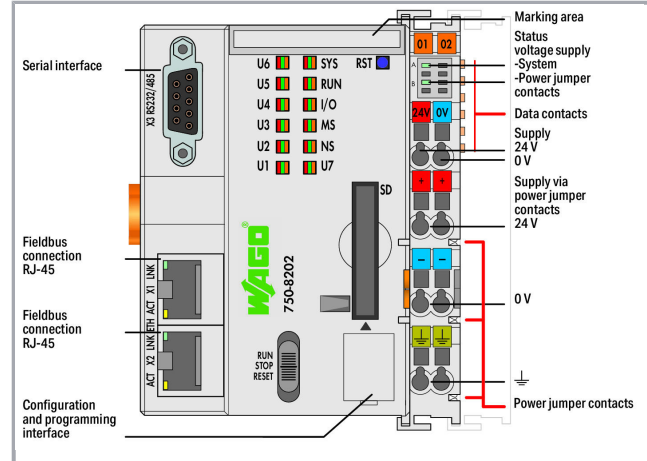 Marking area
01 02
Status
voltage supply
-System
-Power jumper
contacts
A
B
Data contacts
24V 0V
Supply
24 V
0 V
Supply via
power jumper
contacts
24 V
+ +
− −
0 V
Power jumper contacts
Serial interface
X3 RS232/485
U6 SYS RST
U5 RUN
U4 I/O
U3 MS
U2 NS
U1 U7
SD
WAGO®
750-8202
Fieldbus
connection
RJ-45
ACT X1 LNK
Fieldbus
connection
RJ-45
ACT X2 LNK ETH
RUN
STOP
RESET
Configuration
and programming
interface